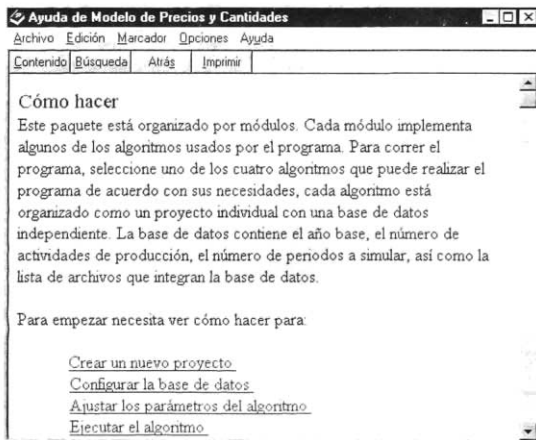 Ayuda de Modelo de Precios y Cantidades
Archivo Edición Marcador Opciones Ayuda
Contenido Búsqueda Atrás Imprimir
Cómo hacer
Este paquete está organizado por módulos. Cada módulo implementa
algunos de los algoritmos usados por el programa. Para correr el
programa, seleccione uno de los cuatro algoritmos que puede realizar el
programa de acuerdo con sus necesidades, cada algoritmo está
organizado como un proyecto individual con una base de datos
independiente. La base de datos contiene el año base, el número de
actividades de producción, el número de periodos a simular, así como la
lista de archivos que integran la base de datos.
Para empezar necesita ver cómo hacer para:
Crear un nuevo proyecto
Configurar la base de datos
Ajustar los parámetros del algoritmo
Ejecutar el algoritmo